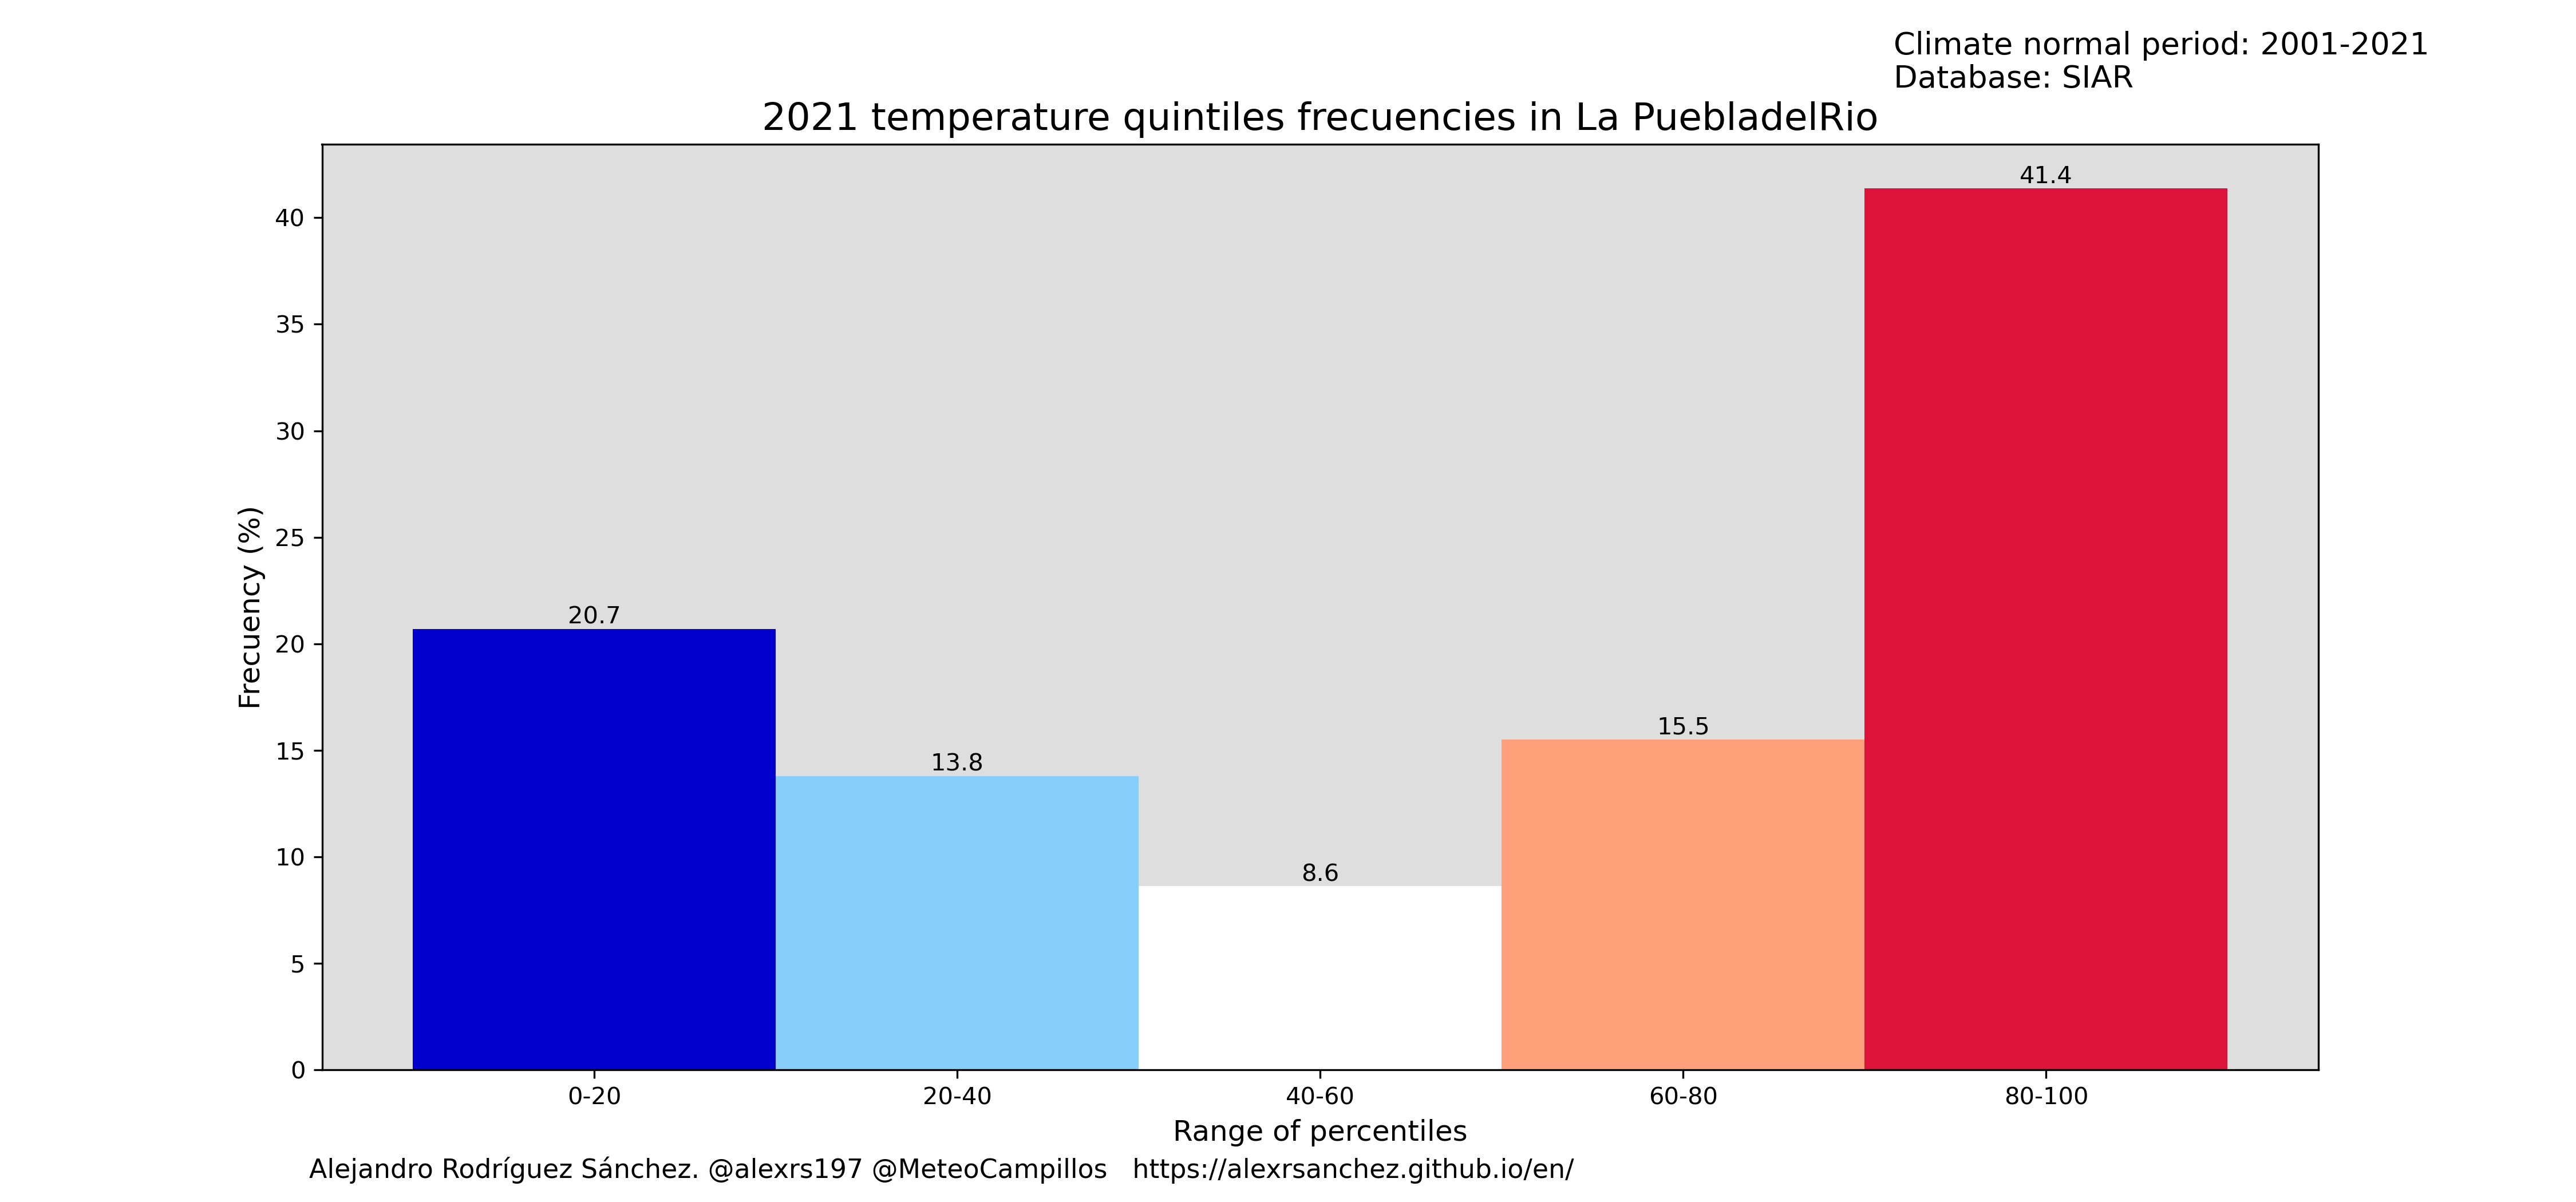 Climate normal period: 2001-2021
Database: SIAR
2021 temperature quintiles frecuencies in La PuebladelRio
41.4
40
35
30
25
20.7
20
15.5
15
13.8
10
8.6
5
0
Frecuency (%)
0-20 20-40 40-60 60-80 80-100
Range of percentiles
Alejandro Rodríguez Sánchez. @alexrs197 @MeteoCampillos https://alexrsanchez.github.io/en/